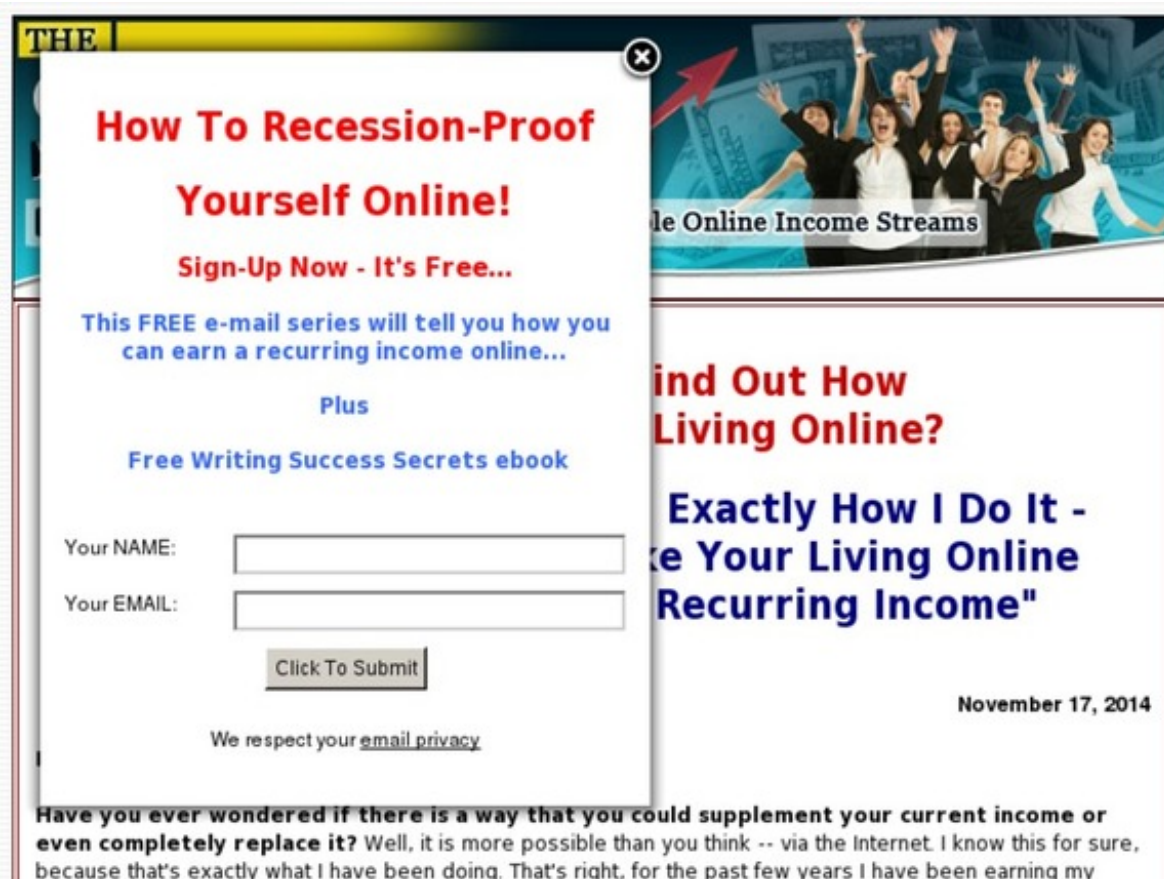 THE
How To Recession-Proof
Yourself Online!
Sign-Up Now - It's Free...
This FREE e-mail series will tell you how you
can earn a recurring income online...
Plus
Free Writing Success Secrets ebook
Your NAME:
Your EMAIL:
Click To Submit
We respect your email privacy
Online Income Streams
Out How
Living Online?
Exactly How I Do It -
Your Living Online
Recurring Income"
November 17, 2014
Have you ever wondered if there is a way that you could supplement your current income or
even completely replace it? Well, it is more possible than you think -- via the Internet. I know this for sure,
because that's exactly what I have been doing. That's right, for the past few years I have been earning my